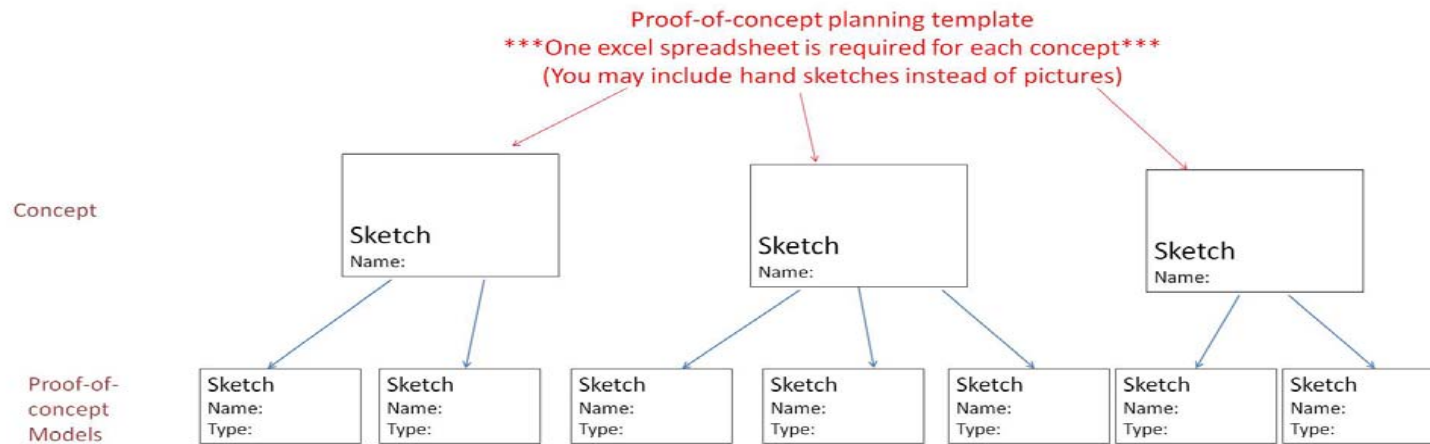 Proof-of-concept planning template
***One excel spreadsheet is required for each concept***
(You may include hand sketches instead of pictures)
Concept
Sketch
Name:
Sketch
Name:
Sketch
Name:
Proof-of-
concept
Models
Sketch
Name:
Type:
Sketch
Name:
Type:
Sketch
Name:
Type:
Sketch
Name:
Type:
Sketch
Name:
Type:
Sketch
Name:
Type:
Sketch
Name:
Type: